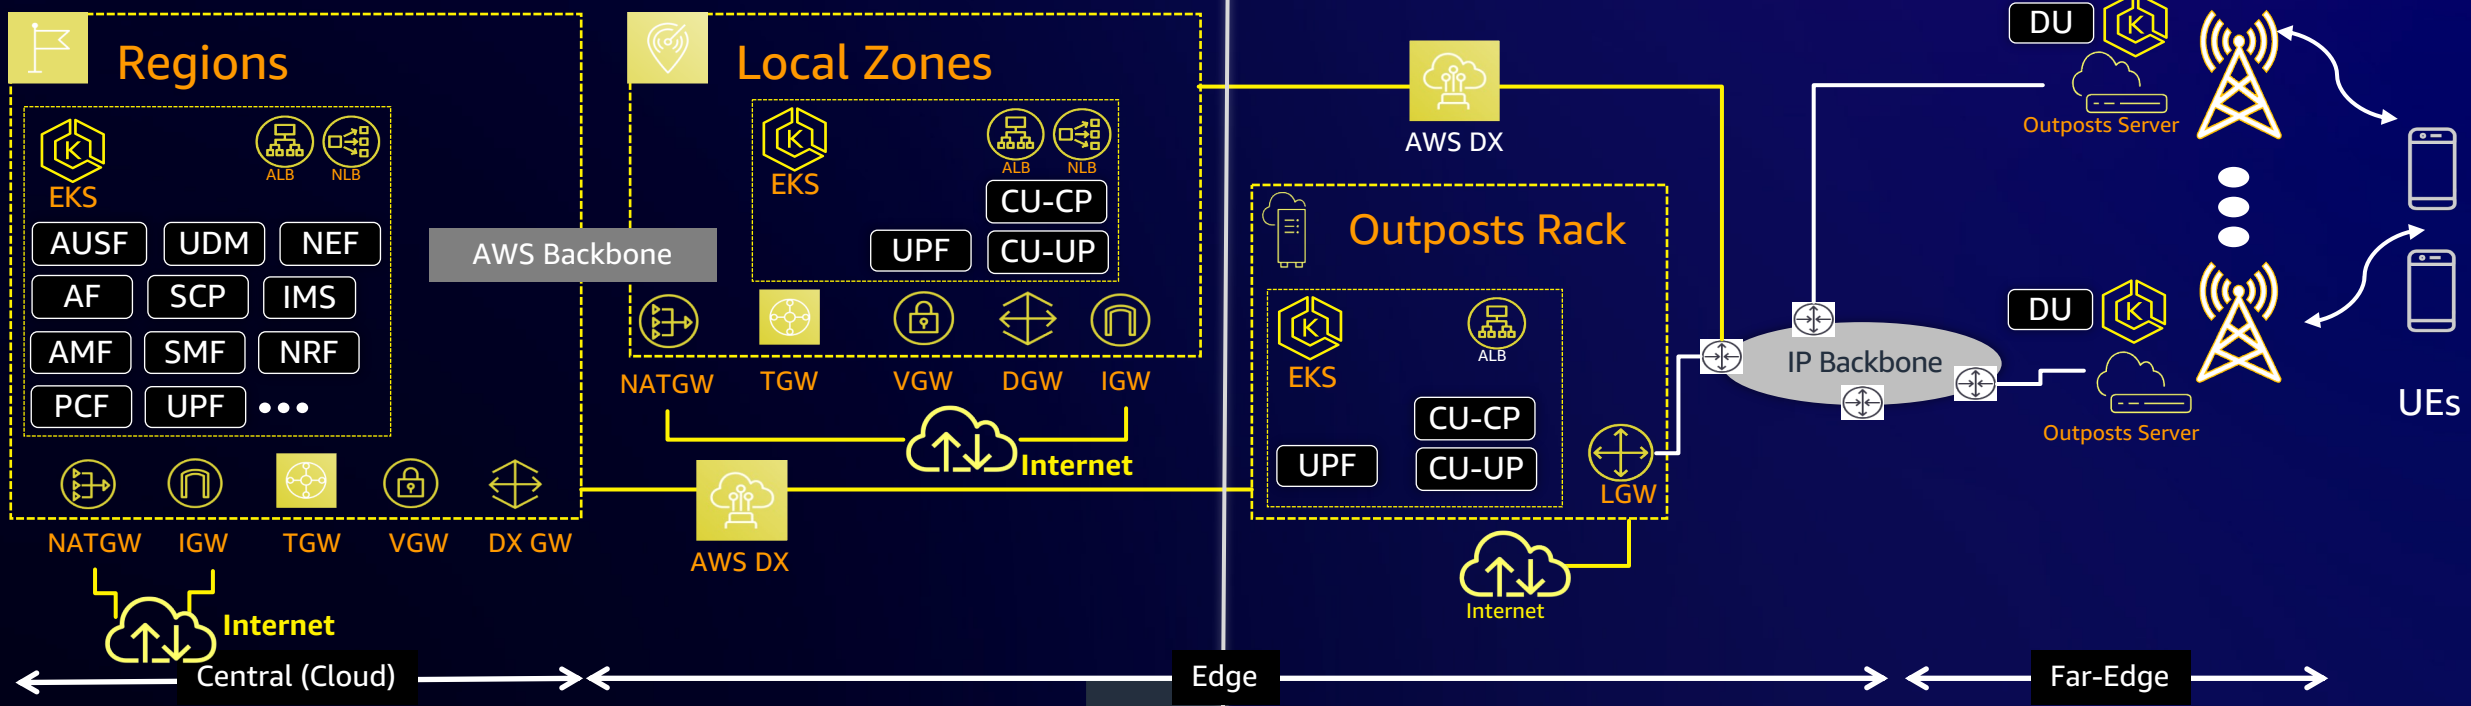 Regions
EKS
ALB
NLB
AUSF
UDM
NEF
AF
SCP
IMS
AMF
SMF
NRF
PCF
UPF
NATGW
IGW
TGW
VGW
DX GW
Internet
AWS Backbone
Local Zones
EKS
ALB
NLB
CU-CP
UPF
CU-UP
NATGW
TGW
VGW
DGW
IGW
Internet
AWS DX
AWS DX
Outposts Rack
EKS
ALB
CU-CP
UPF
CU-UP
LGW
Internet
IP Backbone
DU
Outposts Server
DU
Outposts Server
UEs
Central (Cloud)
Edge
Far-Edge